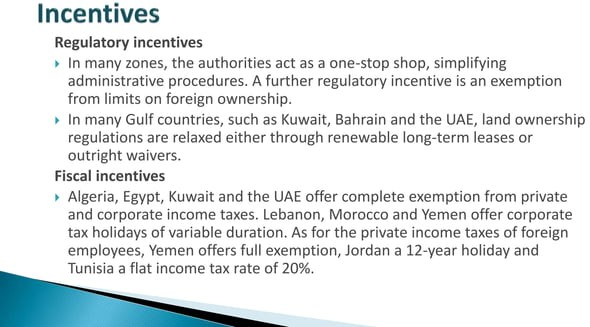 Incentives
Regulatory incentives
In many zones, the authorities act as a one-stop shop, simplifying
administrative procedures. A further regulatory incentive is an exemption
from limits on foreign ownership.
In many Gulf countries, such as Kuwait, Bahrain and the UAE, land ownership
regulations are relaxed either through renewable long-term leases or
outright waivers.
Fiscal incentives
Algeria, Egypt, Kuwait and the UAE offer complete exemption from private
and corporate income taxes. Lebanon, Morocco and Yemen offer corporate
tax holidays of variable duration. As for the private income taxes of foreign
employees, Yemen offers full exemption, Jordan a 12-year holiday and
Tunisia a flat income tax rate of 20%.